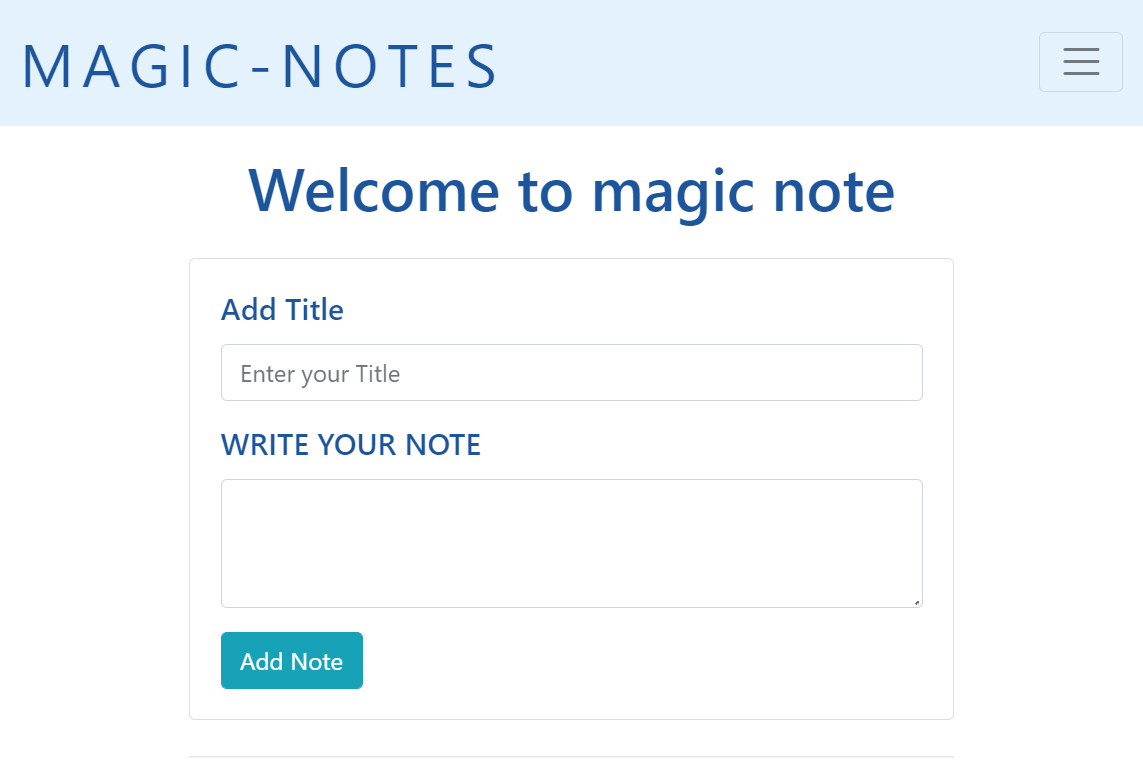 MAGIC-NOTES
Welcome to magic note
Add Title
Enter your Title
WRITE YOUR NOTE
Add Note